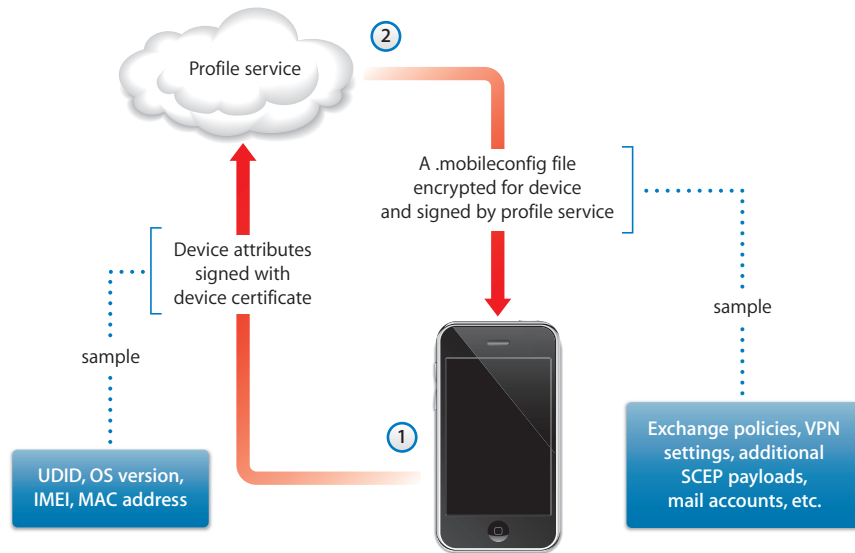 2
Profile service
A .mobileconfig file
encrypted for device
and signed by profile service
Device attributes
signed with
device certificate
sample
sample
1
UDID, OS version,
IMEI, MAC address
Exchange policies, VPN
settings, additional
SCEP payloads,
mail accounts, etc.